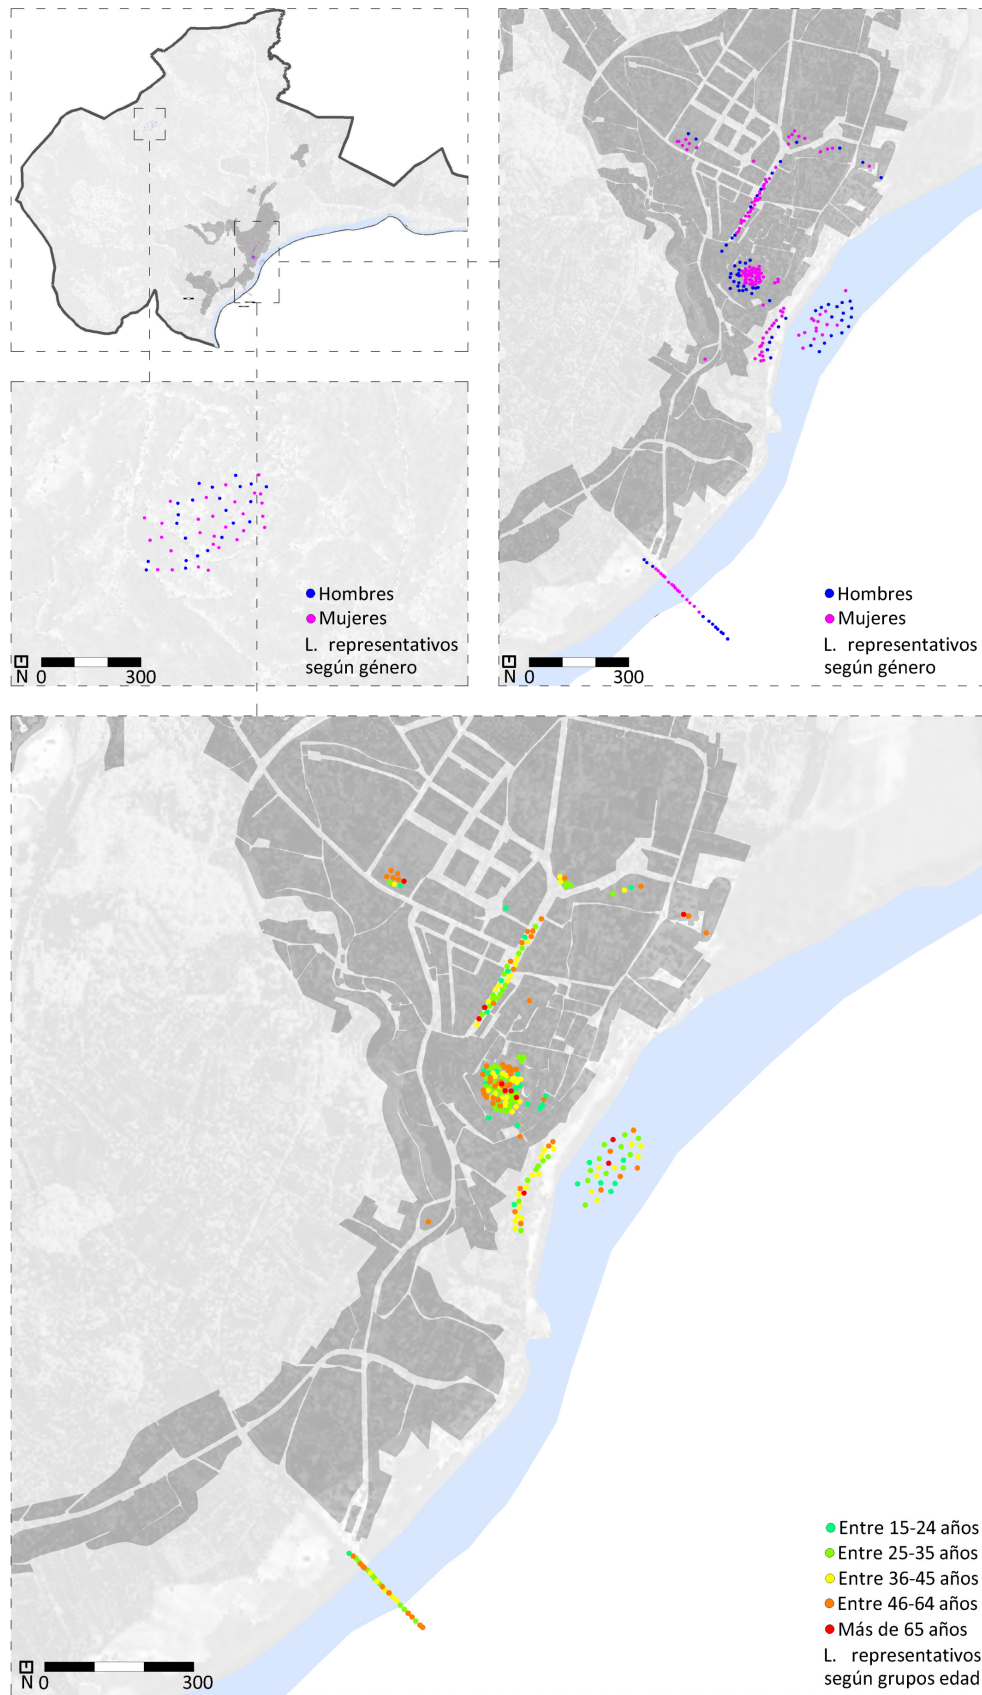 Hombres
Mujeres
L. representativos
según género
N 0 300
Hombres
Mujeres
L. representativos
según género
N 0 300
Entre 15-24 años
Entre 25-35 años
Entre 36-45 años
Entre 46-64 años
Más de 65 años
L. representativos
según grupos edad
N 0 300